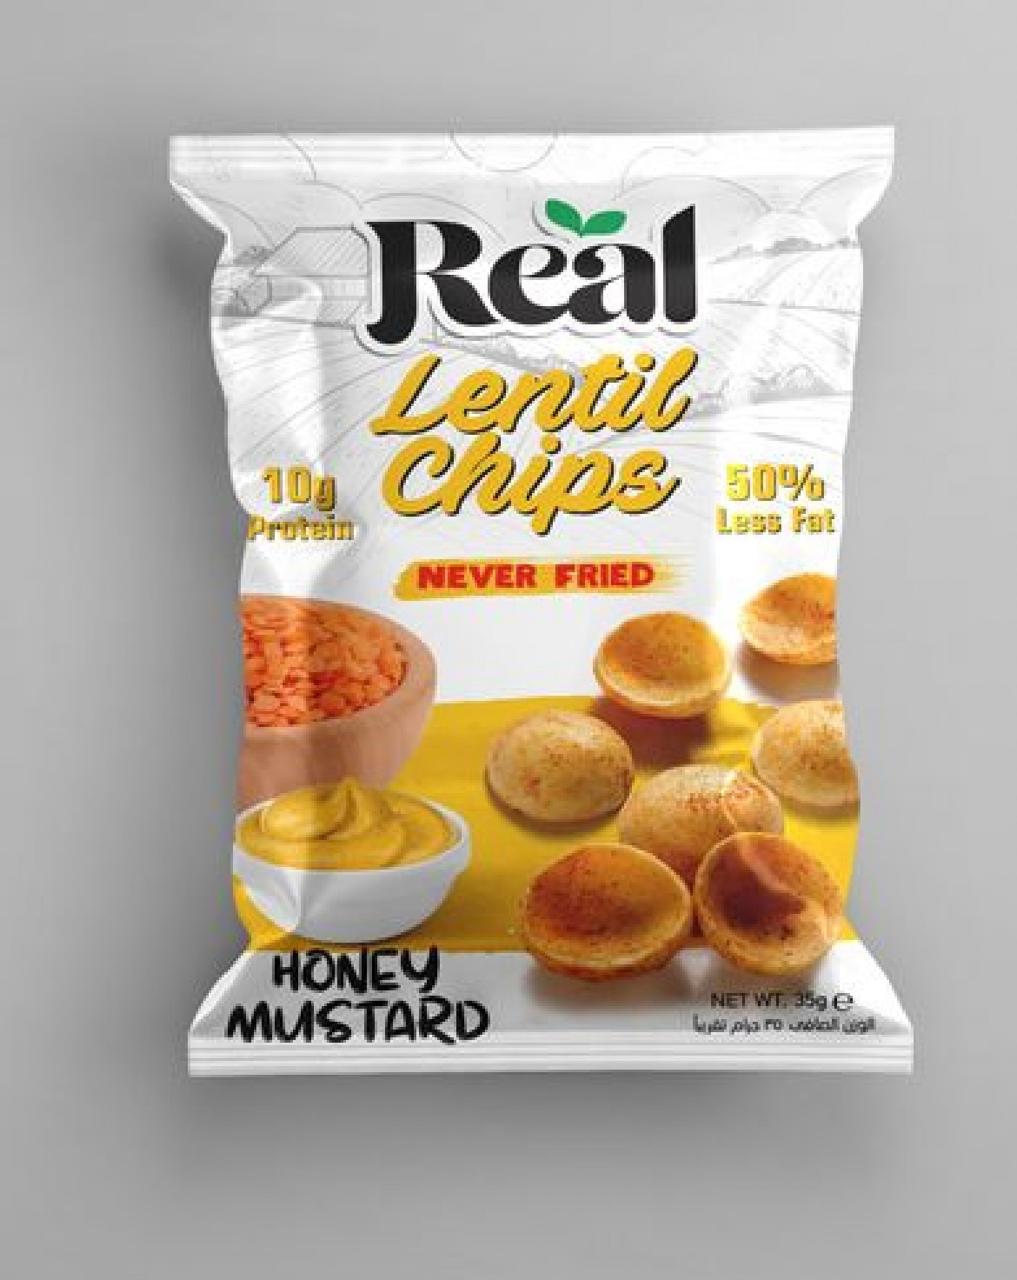 Real
Lentil
Chips
10g
Protein
50%
Less Fat
NEVER FRIED
HONEY
MUSTARD
NET WT. 35g ℮
الوزن الصافي ٣٥ جرام تقريباً